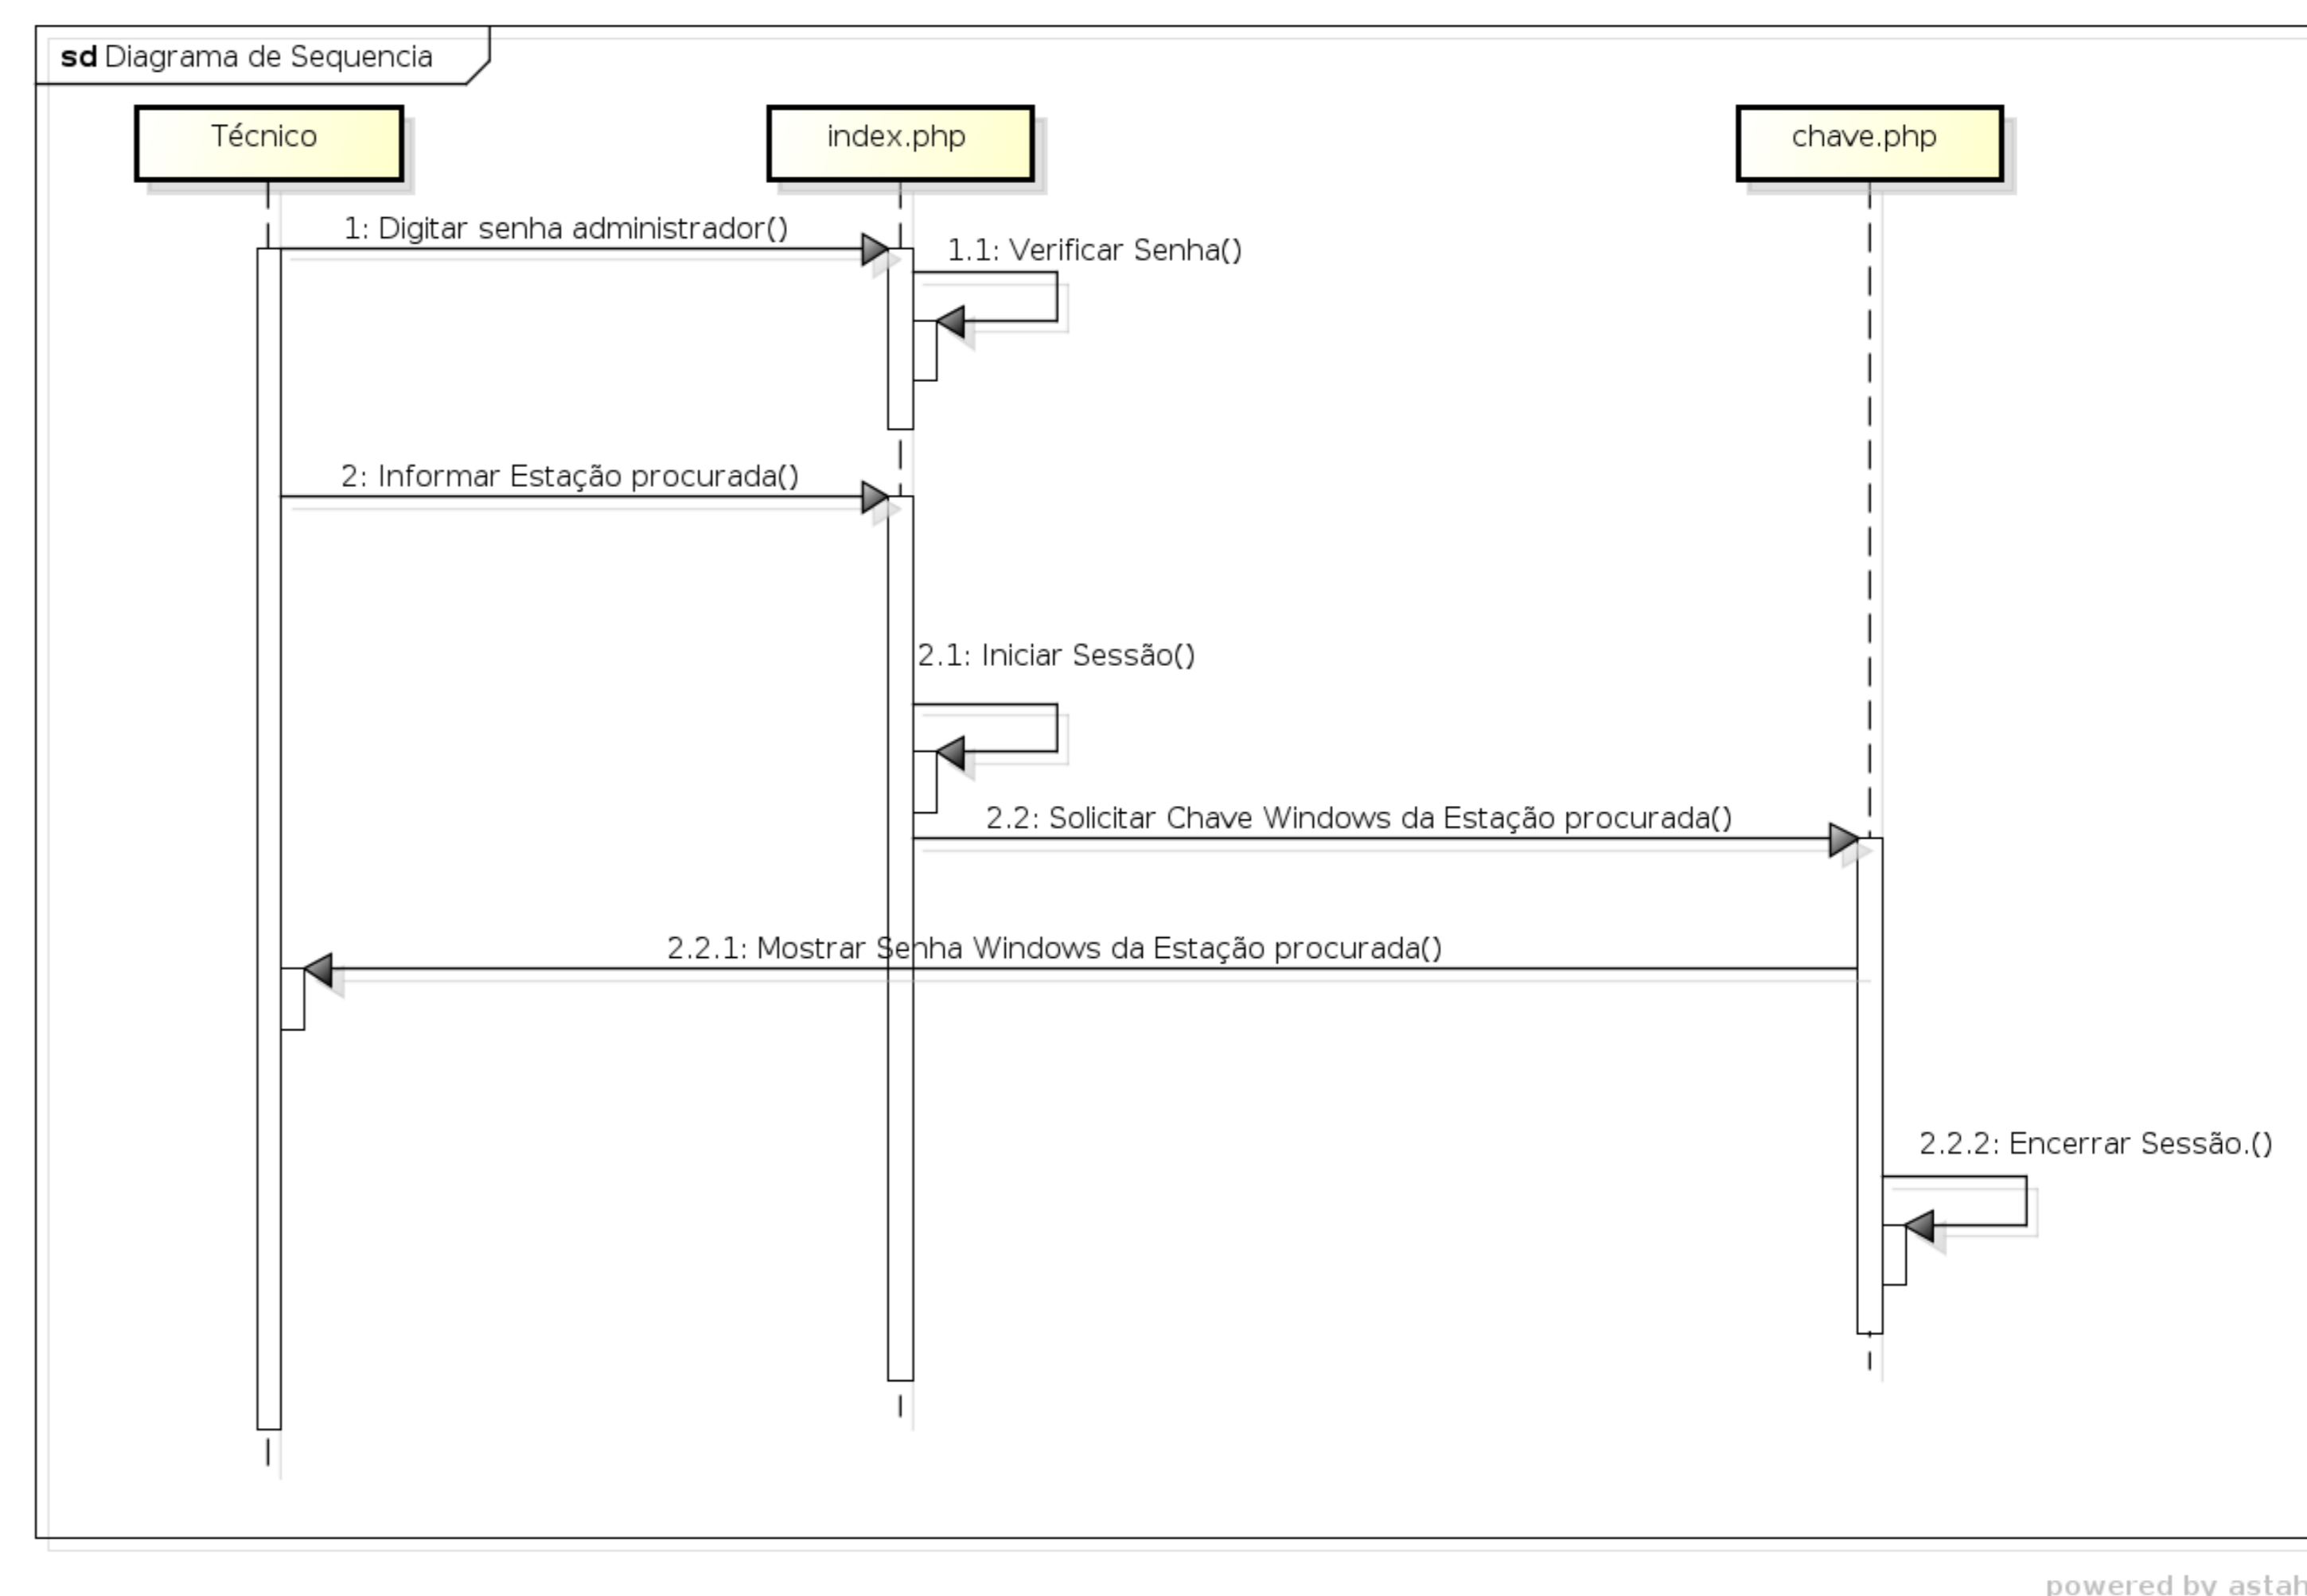 sd Diagrama de Sequencia
Técnico
index.php
chave.php
1: Digitar senha administrador()
1.1: Verificar Senha()
2: Informar Estação procurada()
2.1: Iniciar Sessão()
2.2: Solicitar Chave Windows da Estação procurada()
2.2.1: Mostrar Senha Windows da Estação procurada()
2.2.2: Encerrar Sessão.()
powered by astah